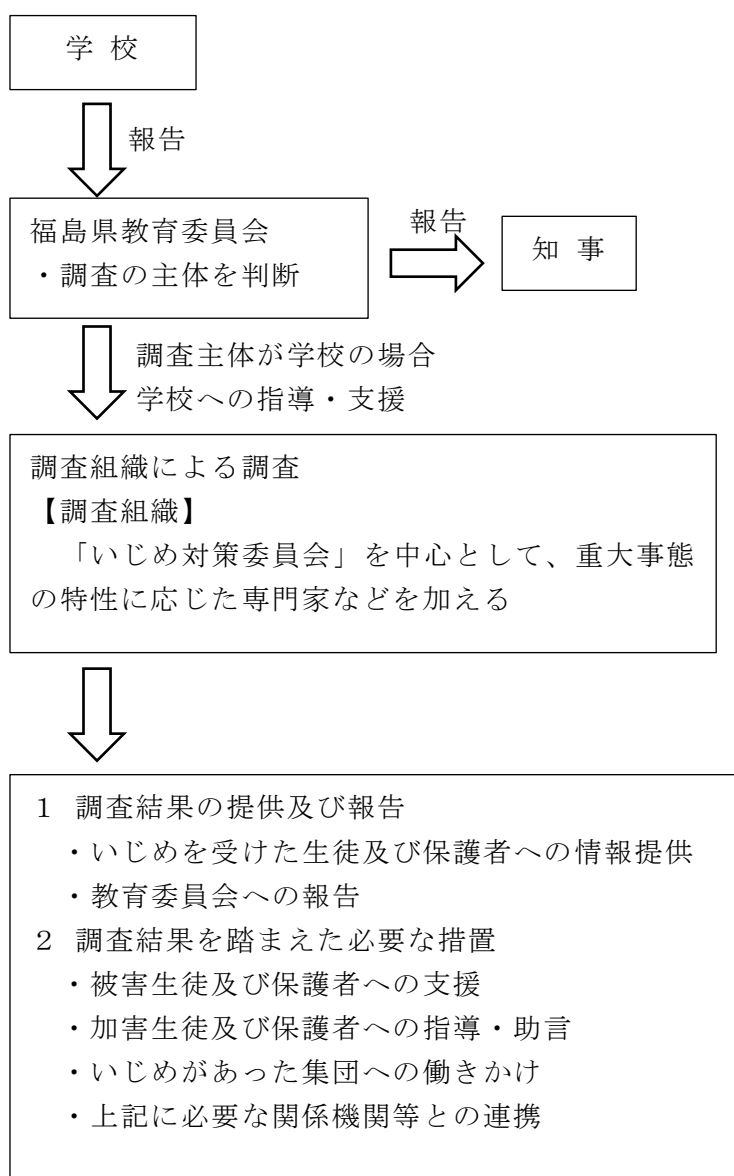 学 校
報告
福島県教育委員会
・調査の主体を判断
報告
知 事
調査主体が学校の場合
学校への指導・支援
調査組織による調査
【調査組織】
「いじめ対策委員会」を中心として、重大事態
の特性に応じた専門家などを加える
１ 調査結果の提供及び報告
・いじめを受けた生徒及び保護者への情報提供
・教育委員会への報告
２ 調査結果を踏まえた必要な措置
・被害生徒及び保護者への支援
・加害生徒及び保護者への指導・助言
・いじめがあった集団への働きかけ
・上記に必要な関係機関等との連携